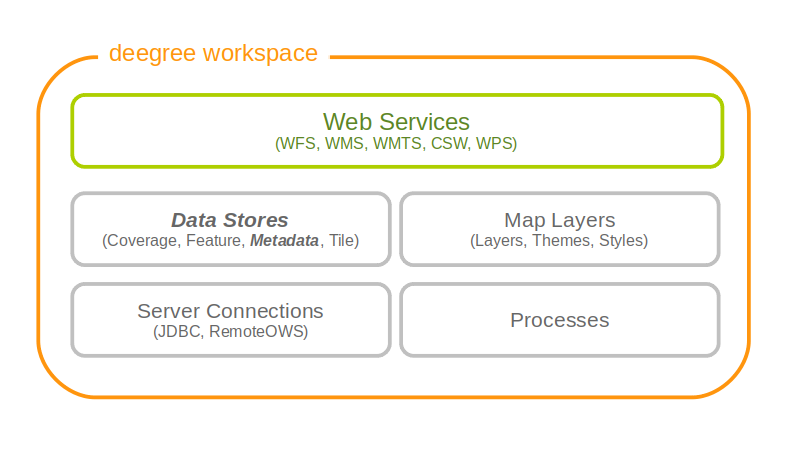 deegree workspace
Web Services
(WFS, WMS, WMTS, CSW, WPS)
Data Stores
(Coverage, Feature, Metadata, Tile)
Map Layers
(Layers, Themes, Styles)
Server Connections
(JDBC, RemoteOWS)
Processes